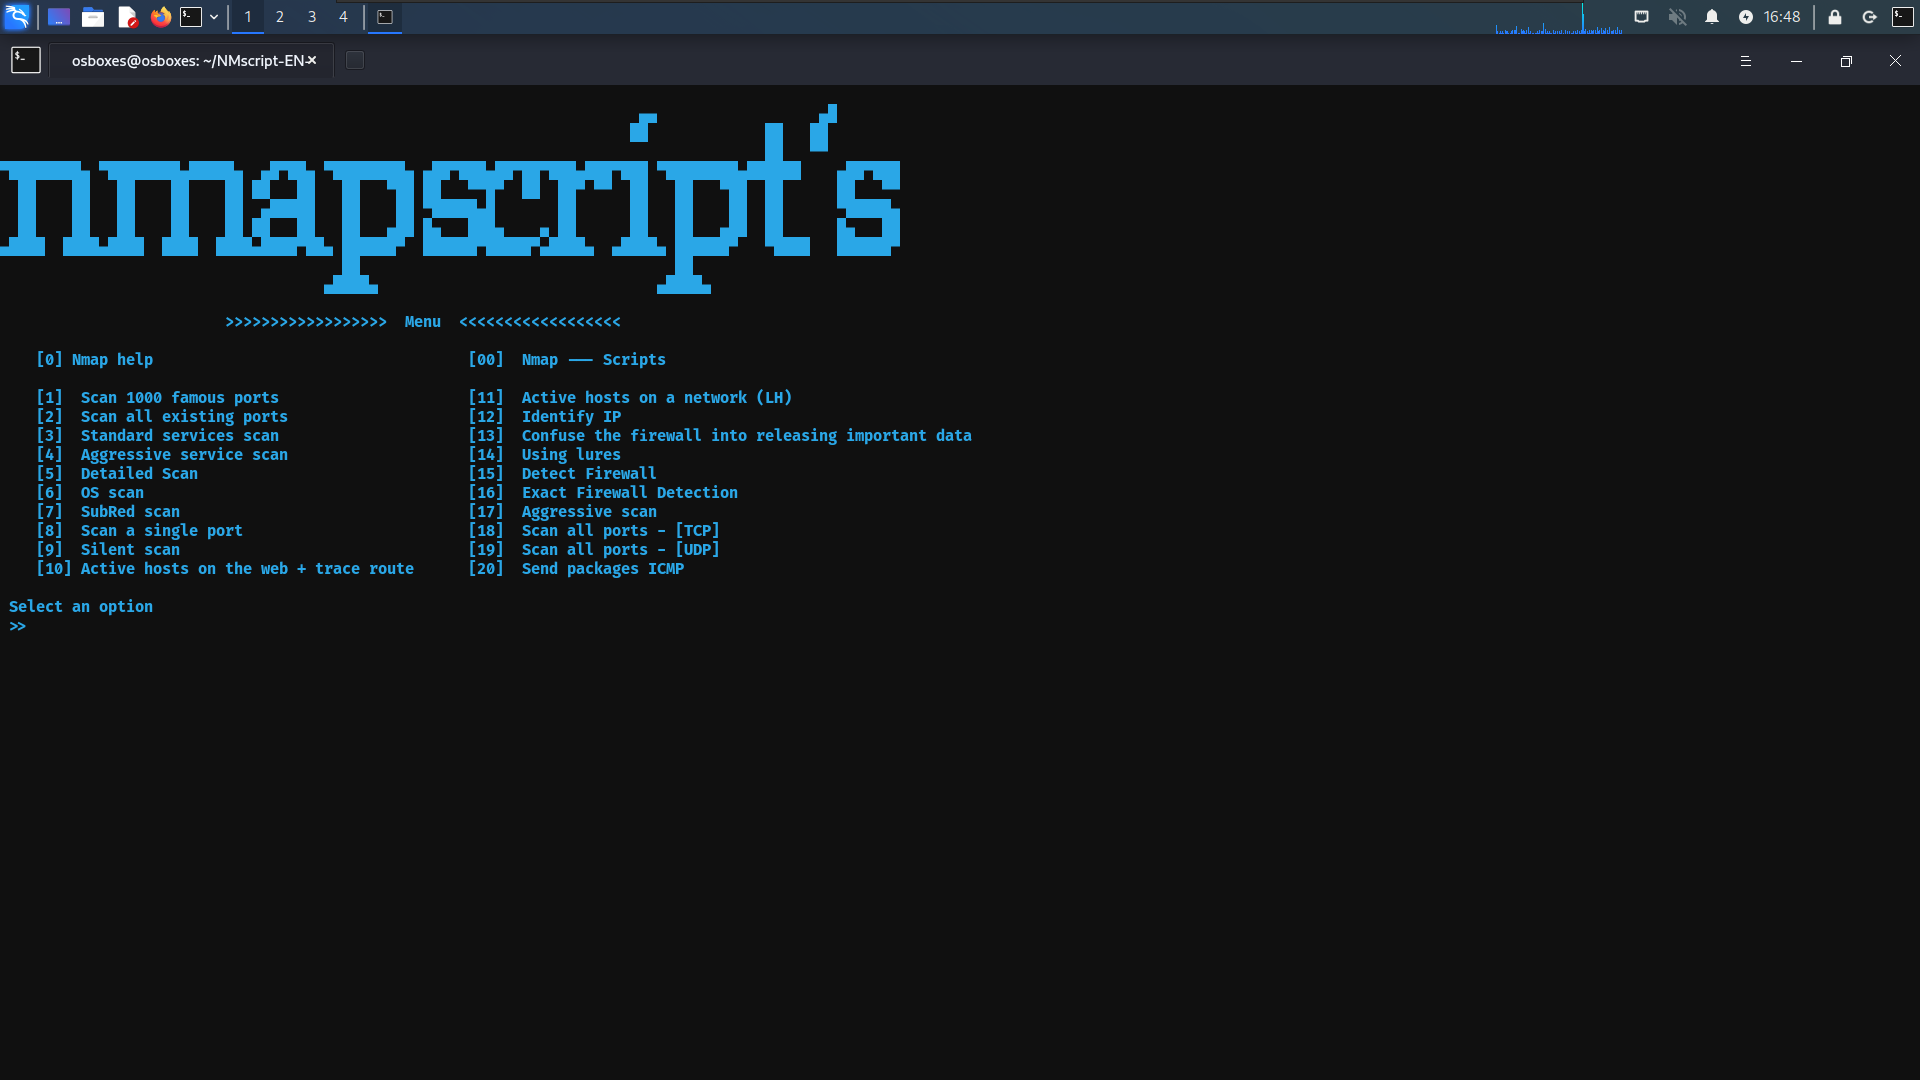 1 2 3 4 16:48
osboxes@osboxes: ~/NMscript-EN
nmapscript's
>>>>>>>>>>>>>>>>>> Menu <<<<<<<<<<<<<<<<<<
[0] Nmap help [00] Nmap —— Scripts
[1] Scan 1000 famous ports [11] Active hosts on a network (LH)
[2] Scan all existing ports [12] Identify IP
[3] Standard services scan [13] Confuse the firewall into releasing important data
[4] Aggressive service scan [14] Using lures
[5] Detailed Scan [15] Detect Firewall
[6] OS scan [16] Exact Firewall Detection
[7] SubRed scan [17] Aggressive scan
[8] Scan a single port [18] Scan all ports - [TCP]
[9] Silent scan [19] Scan all ports - [UDP]
[10] Active hosts on the web + trace route [20] Send packages ICMP
Select an option
>>